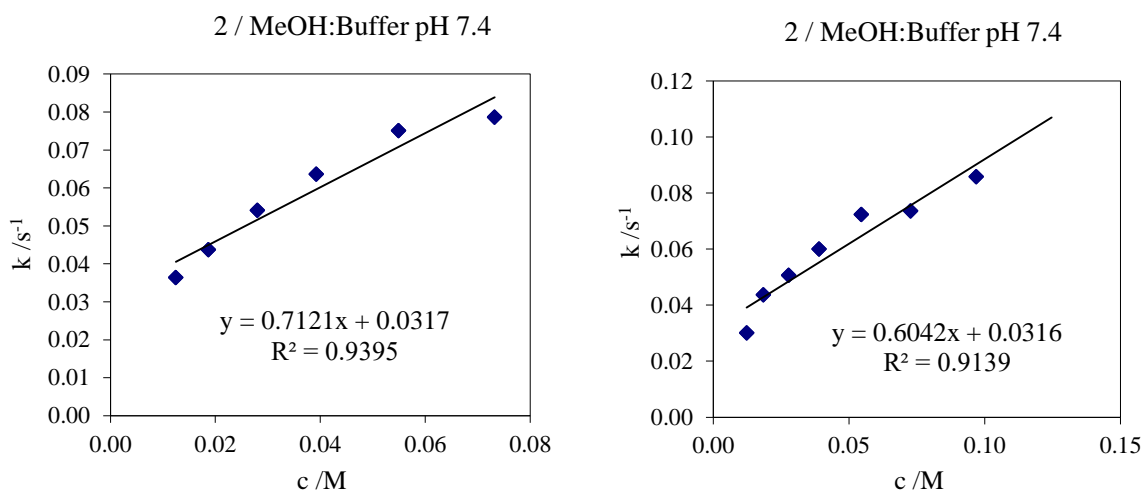 2 / MeOH:Buffer pH 7.4
0.09
0.08
0.07
0.06
0.05
0.04
0.03
0.02
0.01
0.00
k /s⁻¹
y = 0.7121x + 0.0317
R² = 0.9395
0.00 0.02 0.04 0.06 0.08
c /M
2 / MeOH:Buffer pH 7.4
0.12
0.10
0.08
0.06
0.04
0.02
0.00
k /s⁻¹
y = 0.6042x + 0.0316
R² = 0.9139
0.00 0.05 0.10 0.15
c /M